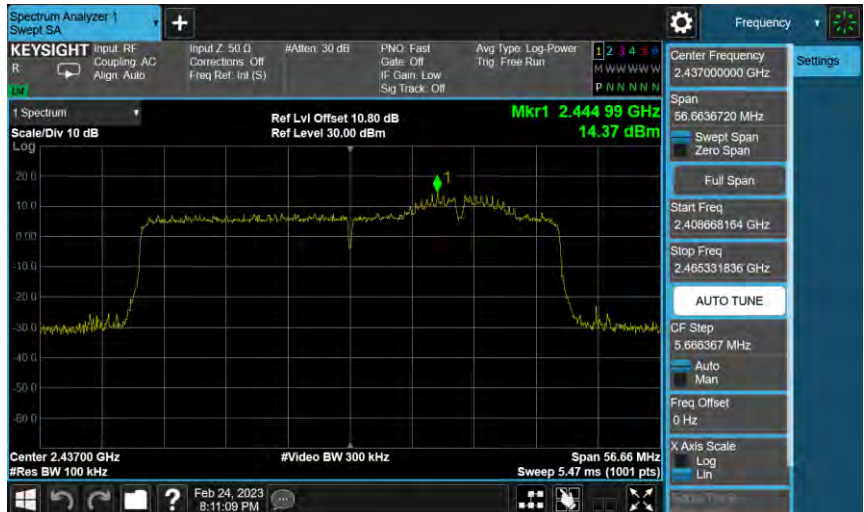 Spectrum Analyzer 1
Swept SA
+
Frequency
KEYSIGHT
R
Input: RF
Coupling: AC
Align: Auto
Input Z: 50 Ω
Corrections: Off
Freq Ref: Int (S)
#Atten: 30 dB
PNO: Fast
Gate: Off
IF Gain: Low
Sig Track: Off
Avg Type: Log-Power
Trig: Free Run
1 2 3 4 5 6
M W W W W W
P N N N N N
Settings
1 Spectrum
Scale/Div 10 dB
Log
Ref Lvl Offset 10.80 dB
Ref Level 30.00 dBm
Mkr1 2.444 99 GHz
14.37 dBm
1
20.0
10.0
0.00
-10.0
-20.0
-30.0
-40.0
-50.0
-60.0
Center 2.43700 GHz
#Res BW 100 kHz
#Video BW 300 kHz
Span 56.66 MHz
Sweep 5.47 ms (1001 pts)
Center Frequency
2.437000000 GHz
Span
56.6636720 MHz
Swept Span
Zero Span
Full Span
Start Freq
2.408668164 GHz
Stop Freq
2.465331836 GHz
AUTO TUNE
CF Step
5.666367 MHz
Auto
Man
Freq Offset
0 Hz
X Axis Scale
Log
Lin
?
Feb 24, 2023
8:11:09 PM